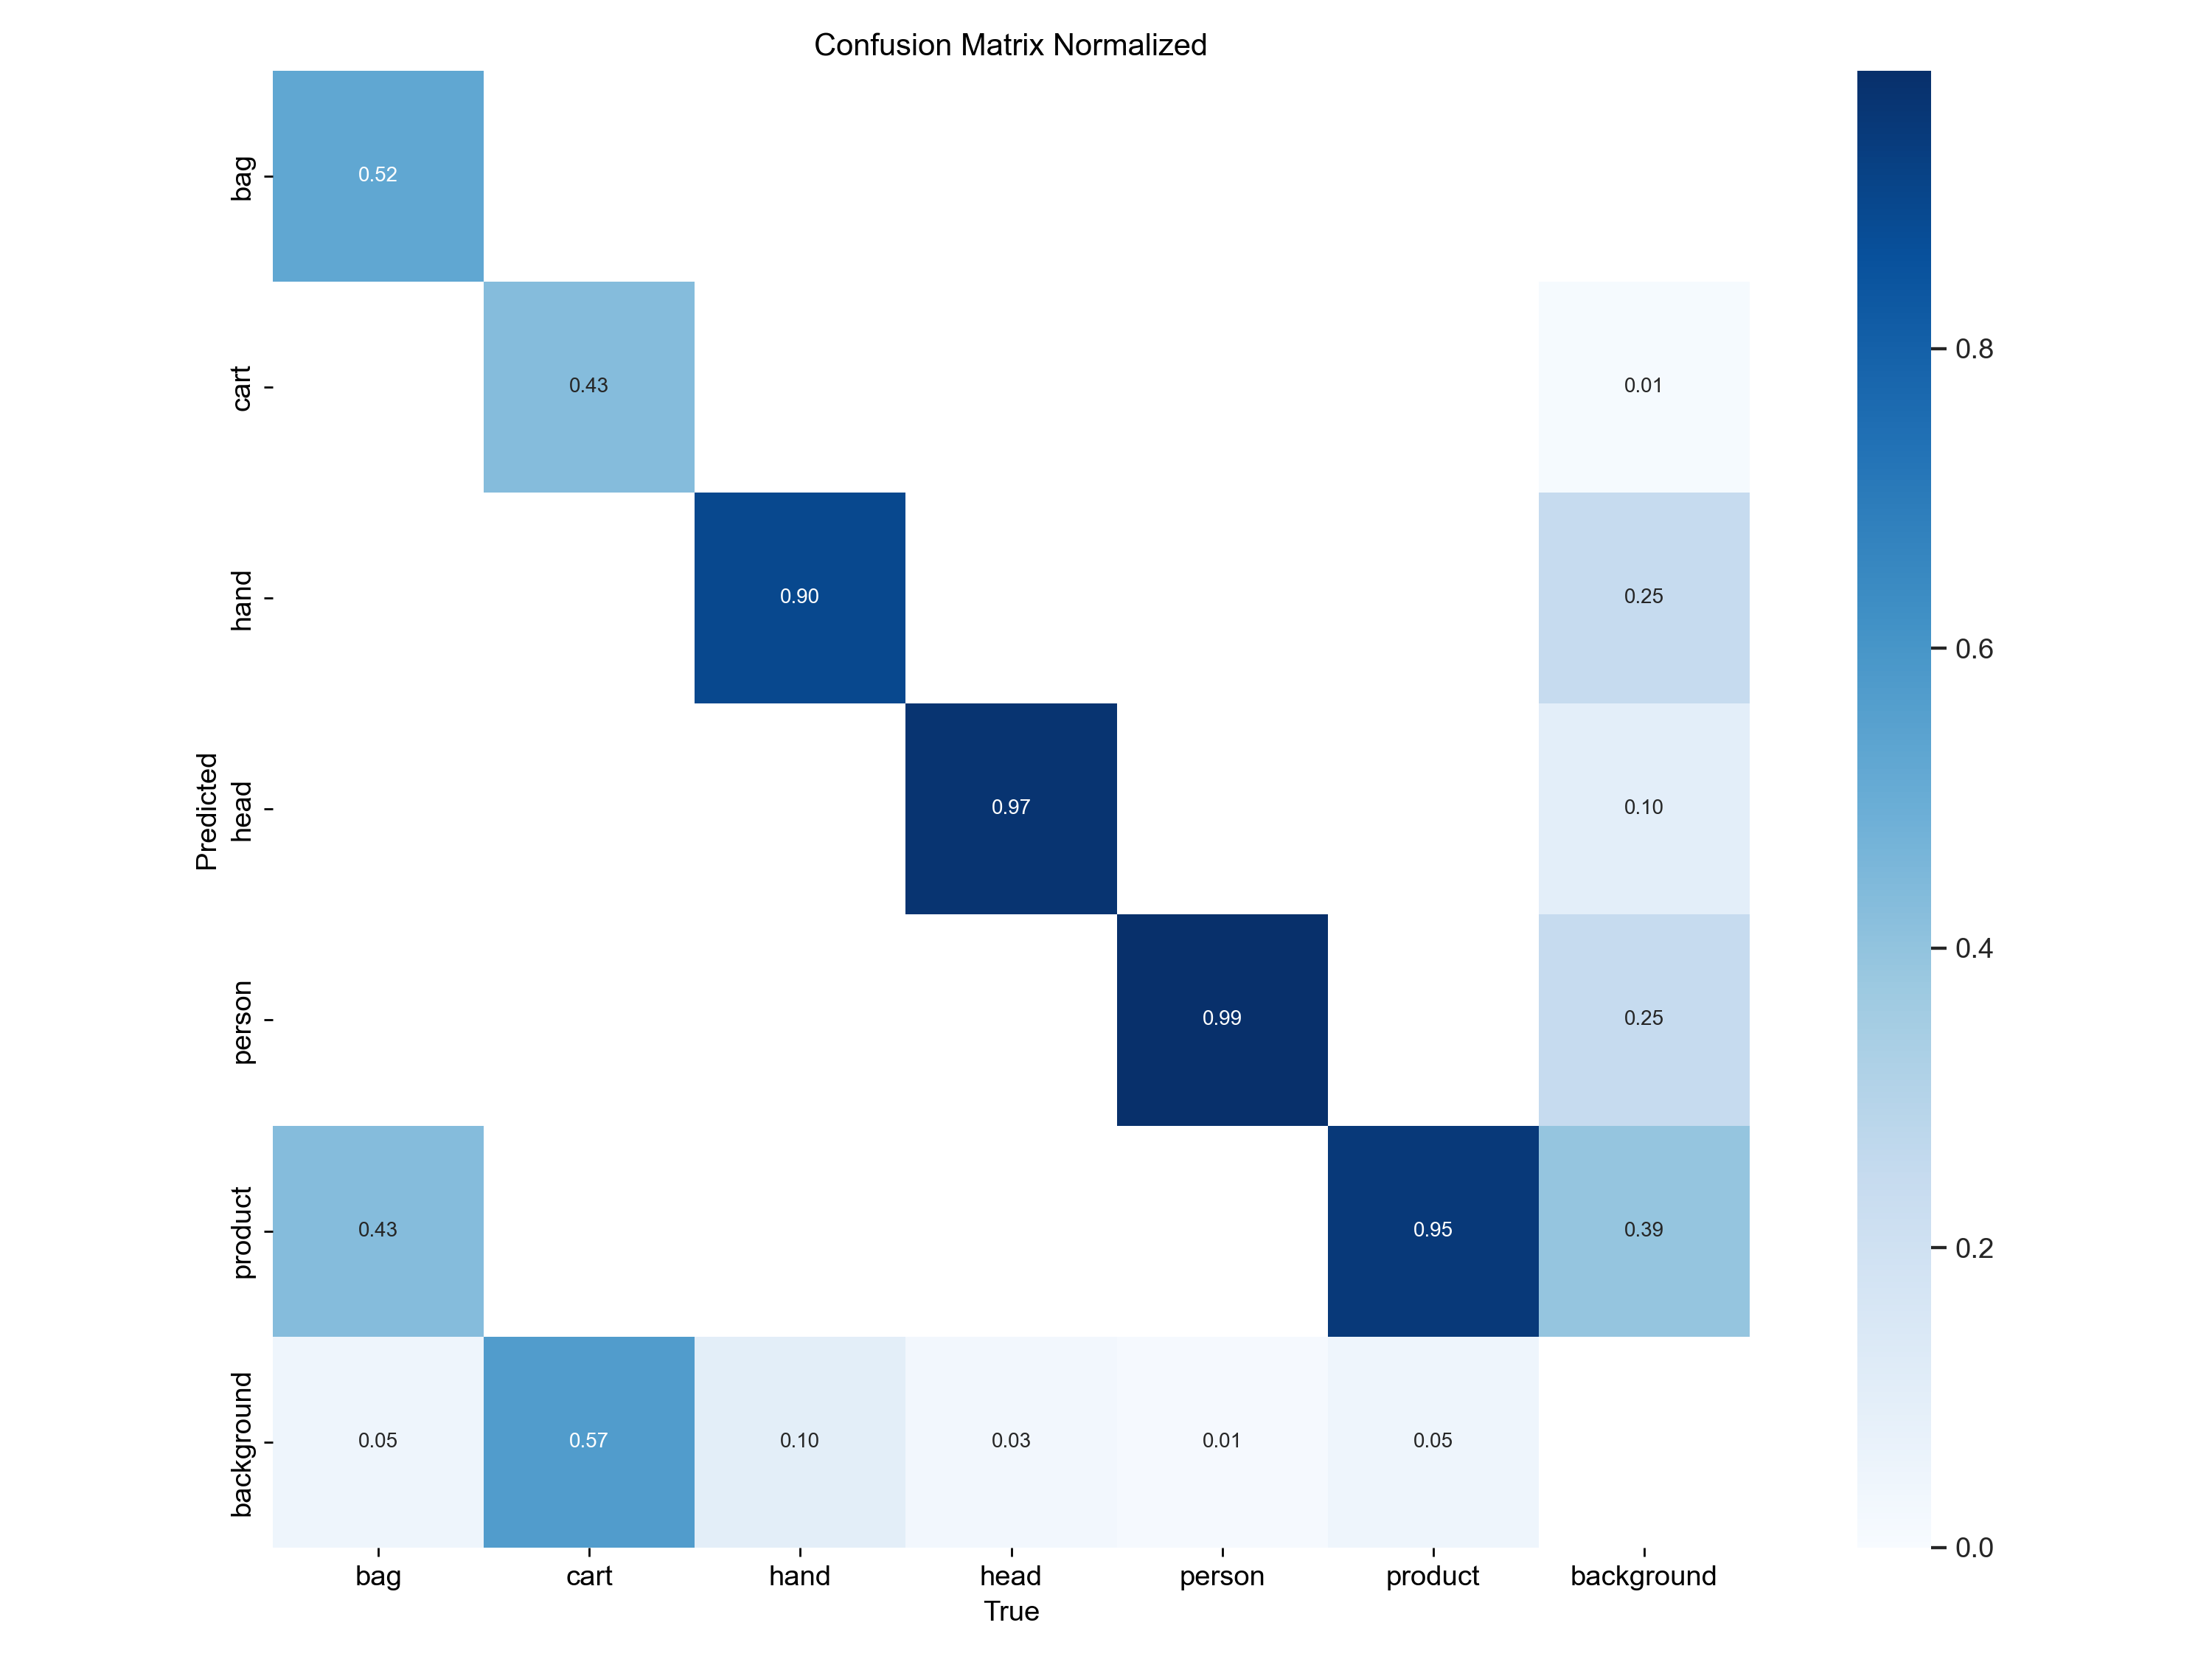 Confusion Matrix Normalized
bag
0.52
cart
0.43
0.01
0.8
hand
0.90
0.25
0.6
Predicted
head
0.97
0.10
person
0.99
0.25
0.4
product
0.43
0.95
0.39
0.2
background
0.05
0.57
0.10
0.03
0.01
0.05
0.0
bag
cart
hand
head
person
product
background
True